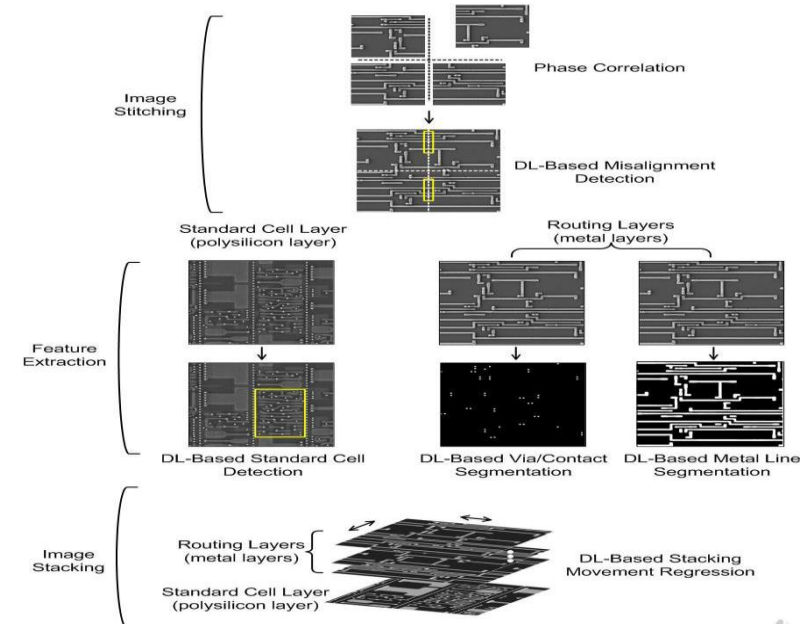 Phase Correlation
Image
Stitching
DL-Based Misalignment
Detection
Standard Cell Layer
(polysilicon layer)
Routing Layers
(metal layers)
Feature
Extraction
DL-Based Standard Cell
Detection
DL-Based Via/Contact
Segmentation
DL-Based Metal Line
Segmentation
Image
Stacking
Routing Layers
(metal layers)
DL-Based Stacking
Movement Regression
Standard Cell Layer
(polysilicon layer)